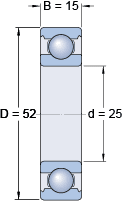 B = 15
D = 52
d = 25